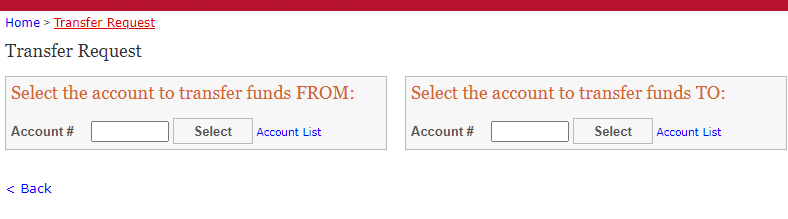 Home > Transfer Request
Transfer Request
Select the account to transfer funds FROM:
Account # Select Account List
Select the account to transfer funds TO:
Account # Select Account List
< Back